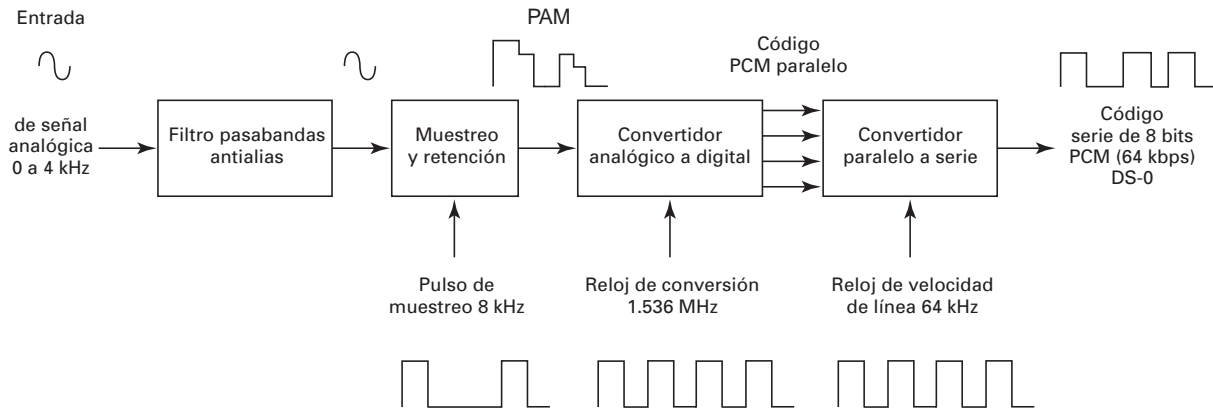 Entrada
PAM
Código
PCM paralelo
de señal
analógica
0 a 4 kHz
Filtro pasabandas
antialias
Muestreo
y retención
Convertidor
analógico a digital
Convertidor
paralelo a serie
Código
serie de 8 bits
PCM (64 kbps)
DS-0
Pulso de
muestreo 8 kHz
Reloj de conversión
1.536 MHz
Reloj de velocidad
de línea 64 kHz